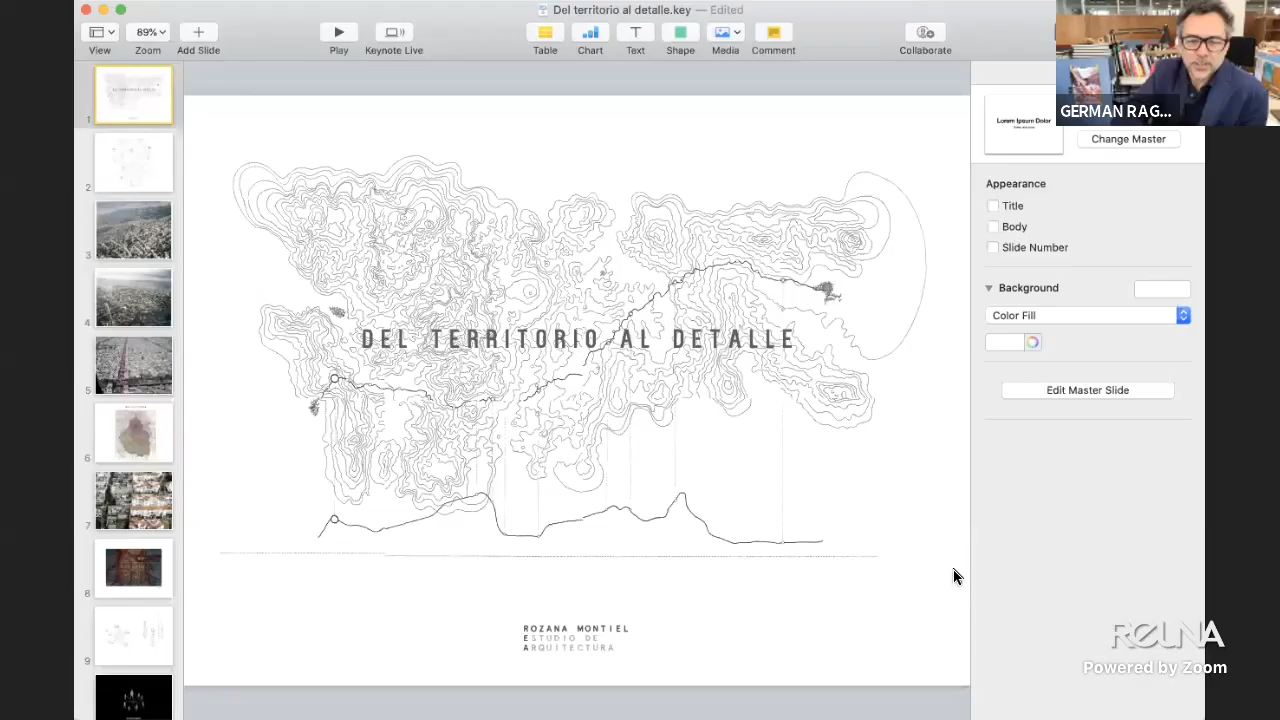 Del territorio al detalle.key — Edited
89%
View
Zoom
Add Slide
Play
Keynote Live
Table
Chart
Text
Shape
Media
Comment
Collaborate
GERMAN RAG...
Lorem Ipsum Dolor
Change Master
Appearance
Title
Body
Slide Number
Background
Color Fill
Edit Master Slide
1
2
3
4
5
6
7
8
9
DEL TERRITORIO AL DETALLE
ROZANA MONTIEL
ESTUDIO DE
ARQUITECTURA
REUNA
Powered by Zoom